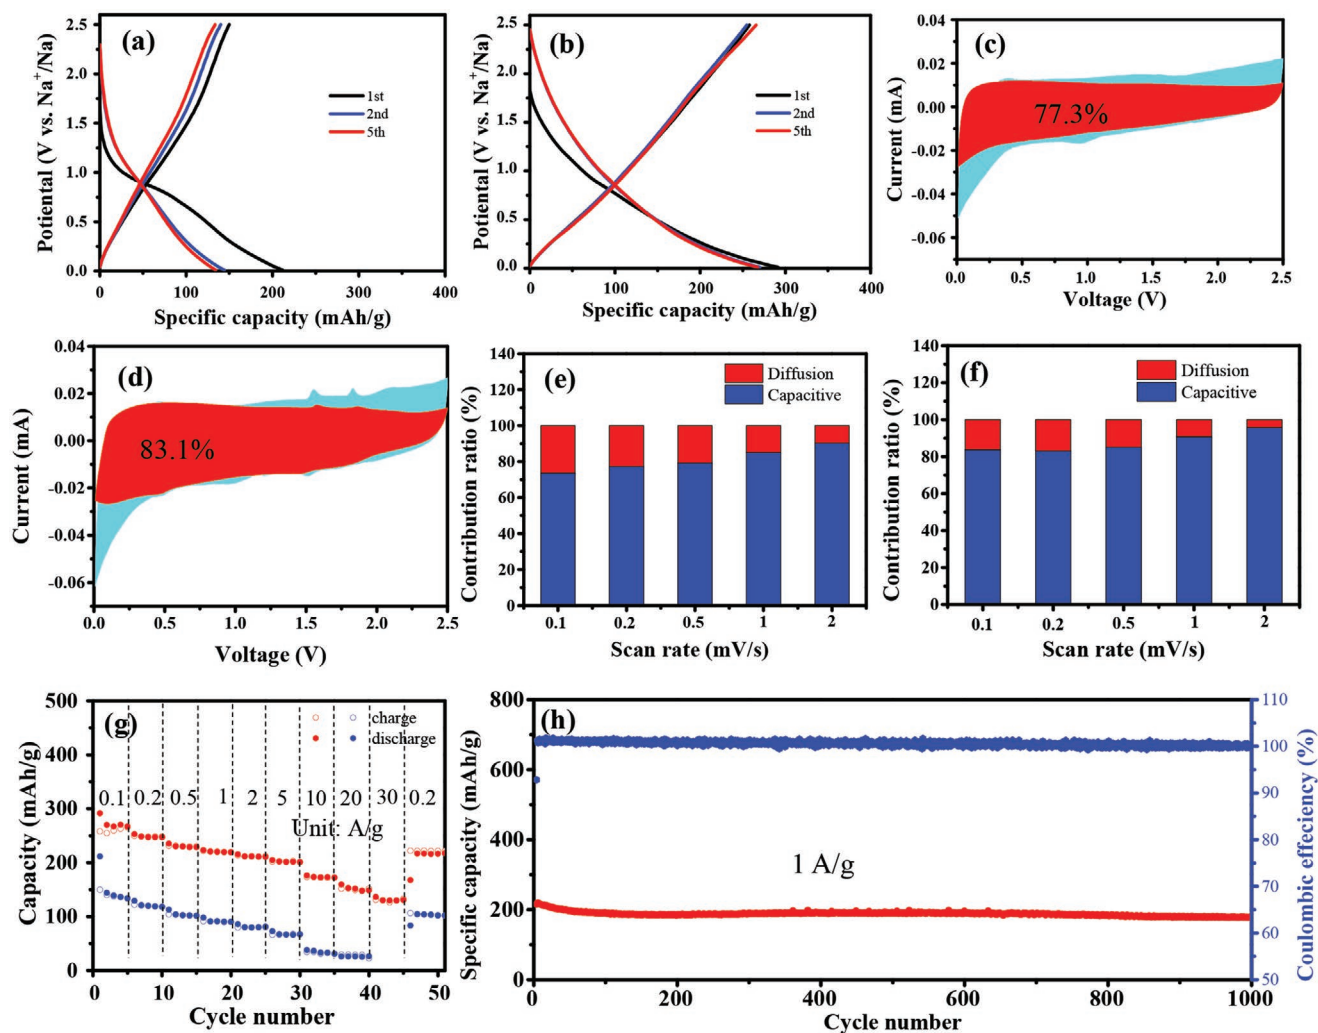 (a)
1st
2nd
5th
Potiental (V vs. Na⁺/Na)
2.5
2.0
1.5
1.0
0.5
0.0
0 100 200 300 400
Specific capacity (mAh/g)
(b)
1st
2nd
5th
Potiental (V vs. Na⁺/Na)
2.5
2.0
1.5
1.0
0.5
0.0
0 100 200 300 400
Specific capacity (mAh/g)
(c)
77.3%
Current (mA)
0.04
0.02
0.00
-0.02
-0.04
-0.06
0.0 0.5 1.0 1.5 2.0 2.5
Voltage (V)
(d)
83.1%
Current (mA)
0.04
0.02
0.00
-0.02
-0.04
-0.06
0.0 0.5 1.0 1.5 2.0 2.5
Voltage (V)
(e)
Diffusion
Capacitive
Contribution ratio (%)
140
120
100
80
60
40
20
0
0.1 0.2 0.5 1 2
Scan rate (mV/s)
(f)
Diffusion
Capacitive
Contribution ratio (%)
140
120
100
80
60
40
20
0
0.1 0.2 0.5 1 2
Scan rate (mV/s)
(g)
charge
discharge
0.1 0.2 0.5 1 2 5 10 20 30 0.2
Unit: A/g
Capacity (mAh/g)
500
400
300
200
100
0
0 10 20 30 40 50
Cycle number
(h)
1 A/g
Specific capacity (mAh/g)
800
600
400
200
0
0 200 400 600 800 1000
Cycle number
110
100
90
80
70
60
50
Coulombic effeciency (%)